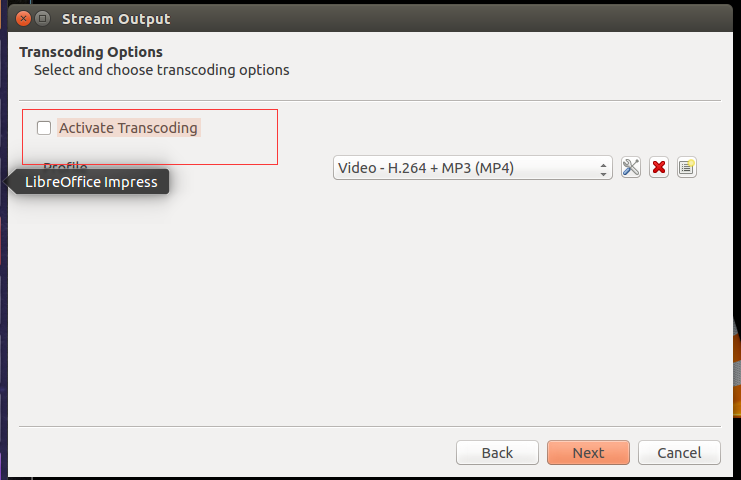 Stream Output
Transcoding Options
Select and choose transcoding options
Activate Transcoding
Profile
Video - H.264 + MP3 (MP4)
LibreOffice Impress
Back
Next
Cancel